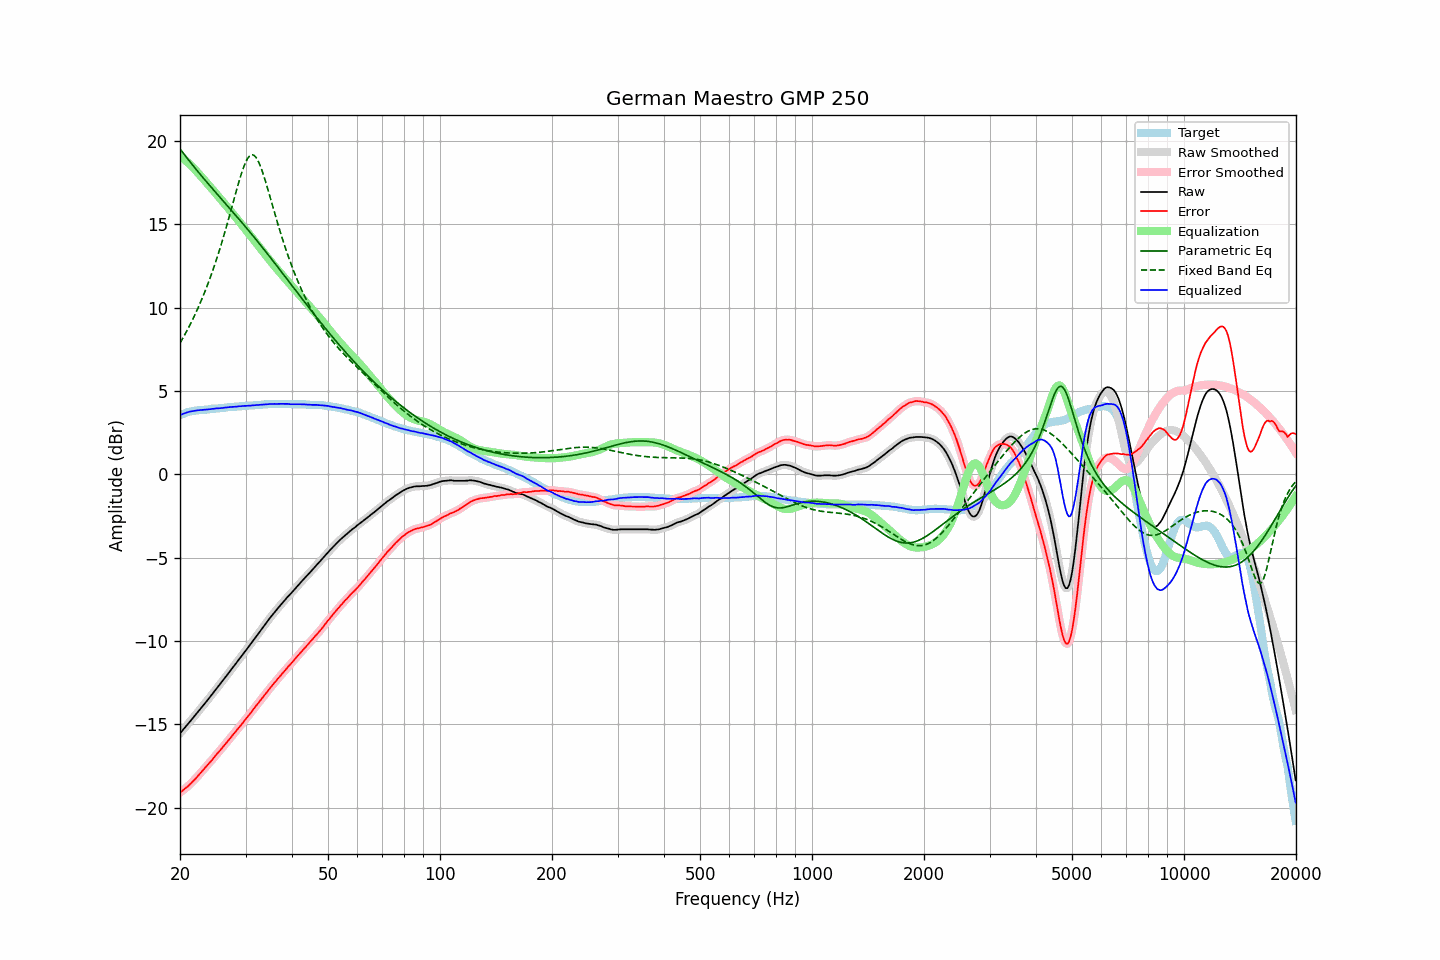 German Maestro GMP 250
Target
Raw Smoothed
Error Smoothed
Raw
Error
Equalization
Parametric Eq
Fixed Band Eq
Equalized
Amplitude (dBr)
20
15
10
5
0
−5
−10
−15
−20
20
50
100
200
500
1000
2000
5000
10000
20000
Frequency (Hz)